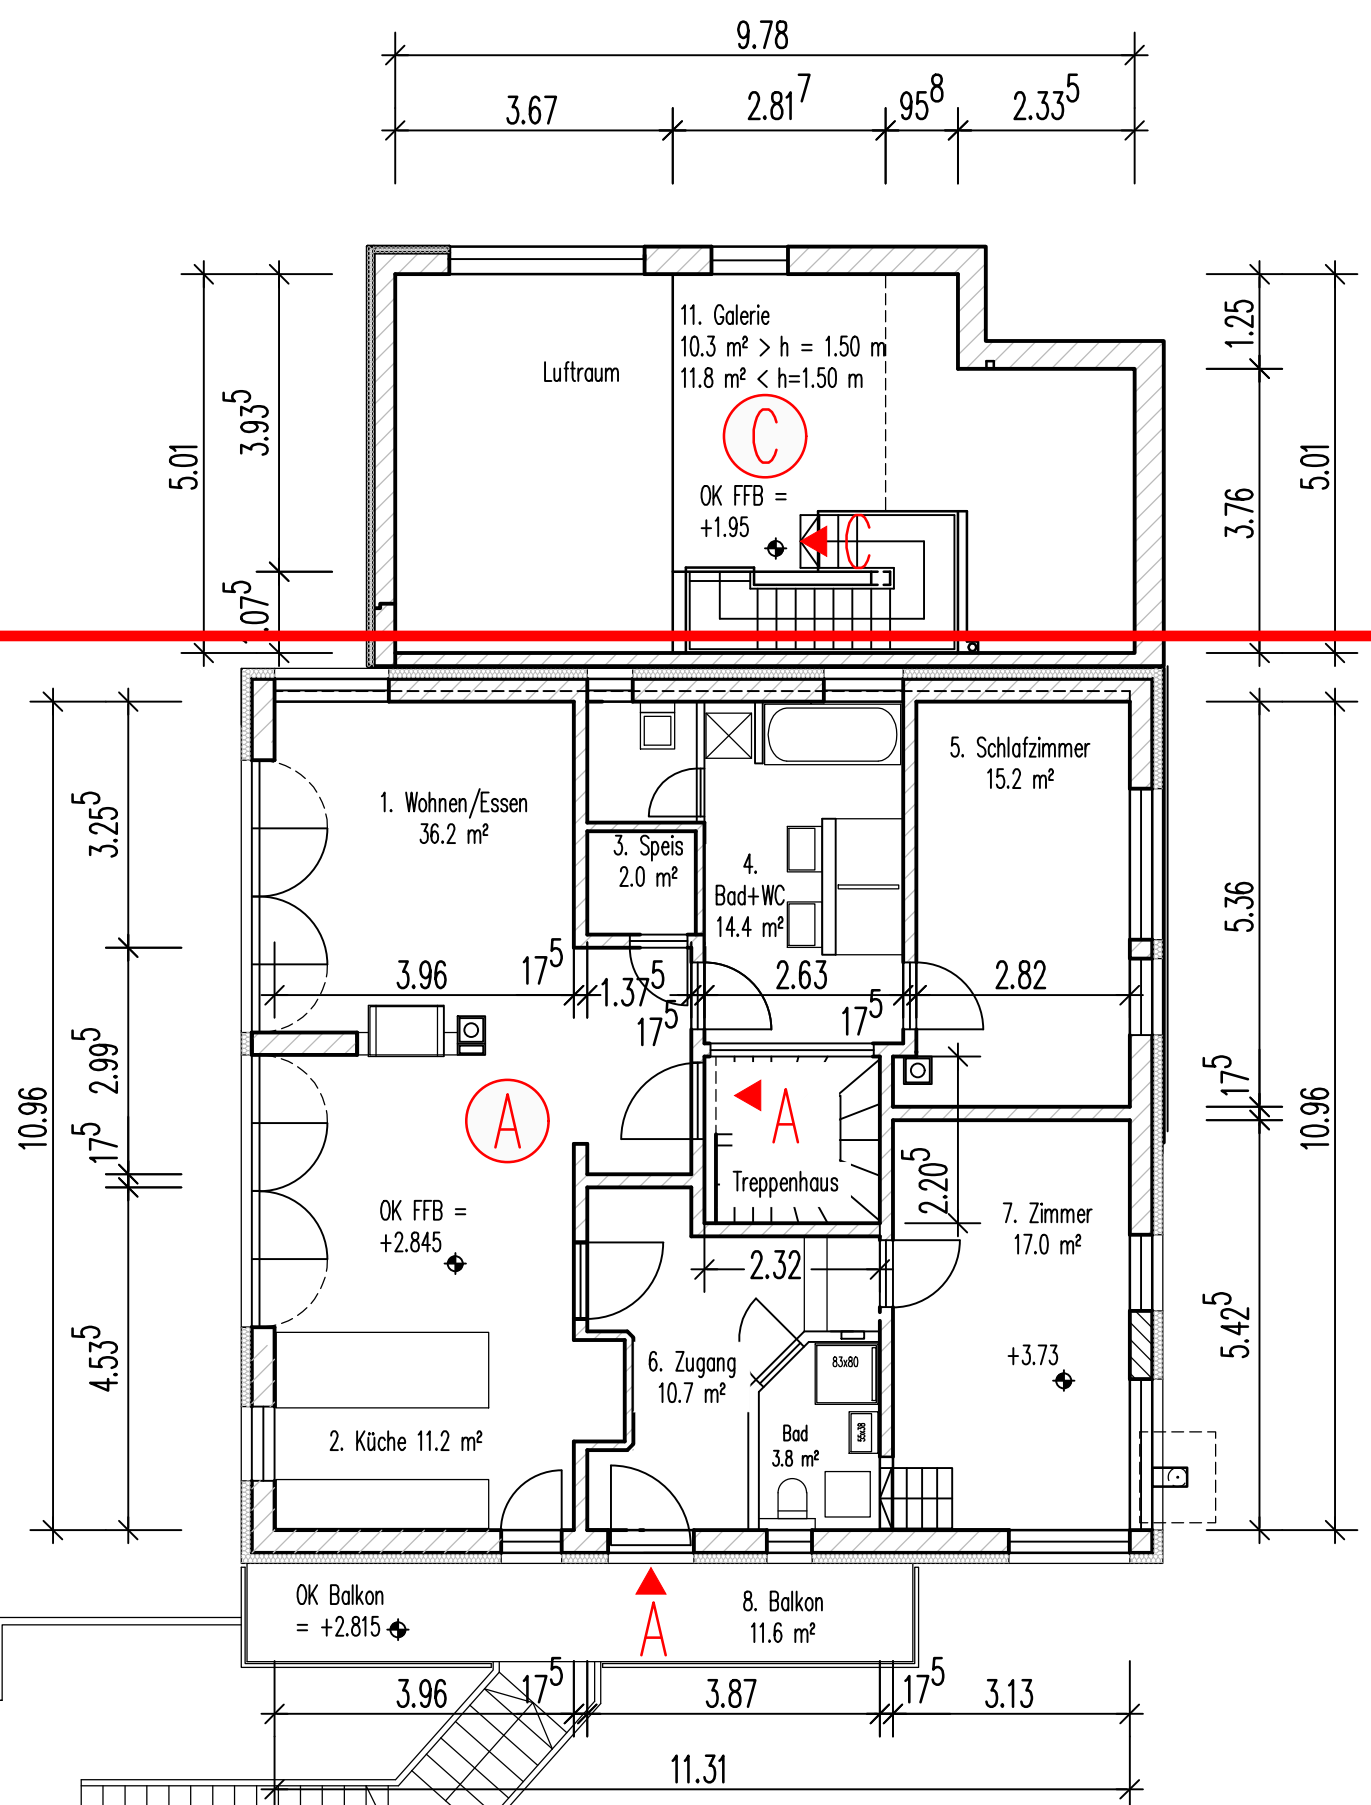 9.78
3.67
2.81⁷
95⁸
2.33⁵
5.01
3.93⁵
.07⁵
1.25
3.76
5.01
Luftraum
11. Galerie
10.3 m² > h = 1.50 m
11.8 m² < h=1.50 m
C
OK FFB =
+1.95
C
10.96
3.25⁵
2.99⁵
17⁵
4.53⁵
1. Wohnen/Essen
36.2 m²
3. Speis
2.0 m²
4.
Bad+WC
14.4 m²
5. Schlafzimmer
15.2 m²
3.96
17⁵
1.37⁵
17⁵
2.63
17⁵
2.82
5.36
17⁵
5.42⁵
10.96
A
A
Treppenhaus
2.20⁵
OK FFB =
+2.845
7. Zimmer
17.0 m²
2.32
+3.73
6. Zugang
10.7 m²
83x80
55x38
Bad
3.8 m²
2. Küche 11.2 m²
OK Balkon
= +2.815
A
8. Balkon
11.6 m²
3.96
17⁵
3.87
17⁵
3.13
11.31